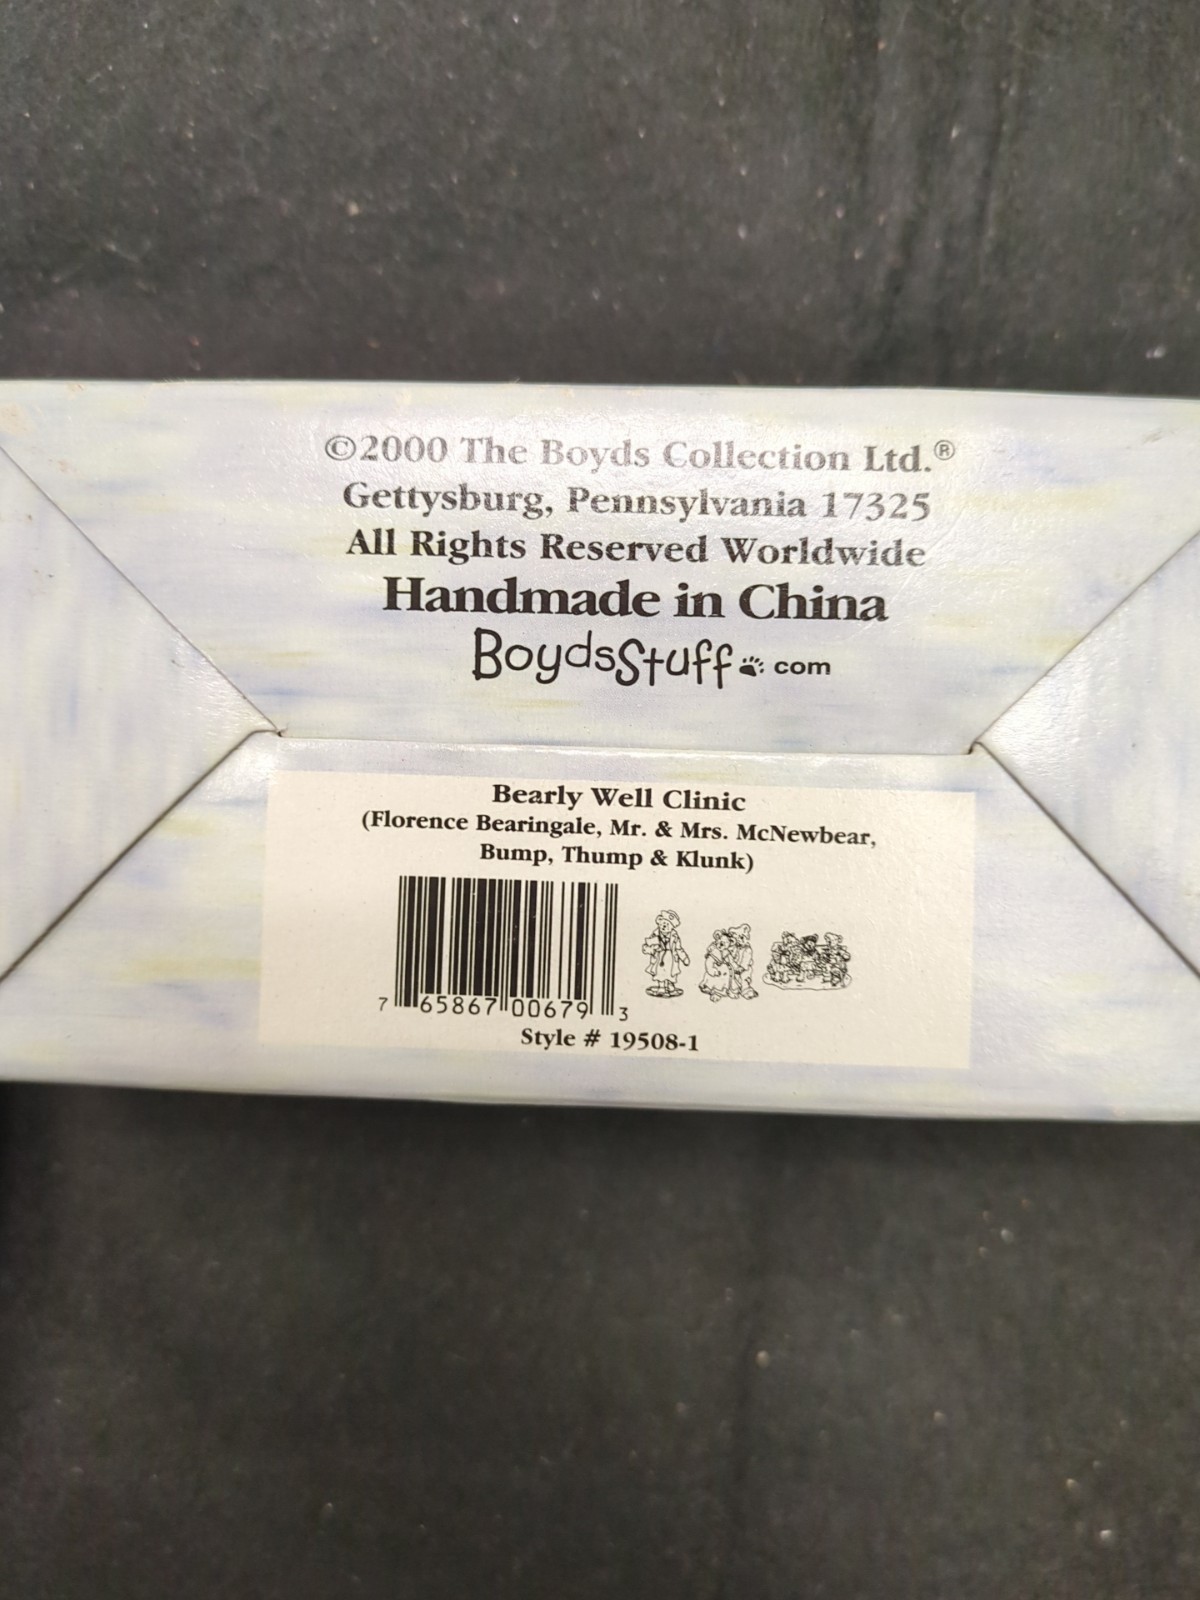 ©2000 The Boyds Collection Ltd.®
Gettysburg, Pennsylvania 17325
All Rights Reserved Worldwide
Handmade in China
BoydsStuff.com
Bearly Well Clinic
(Florence Bearingale, Mr. & Mrs. McNewbear,
Bump, Thump & Klunk)
7 65867 00679 3
Style # 19508-1